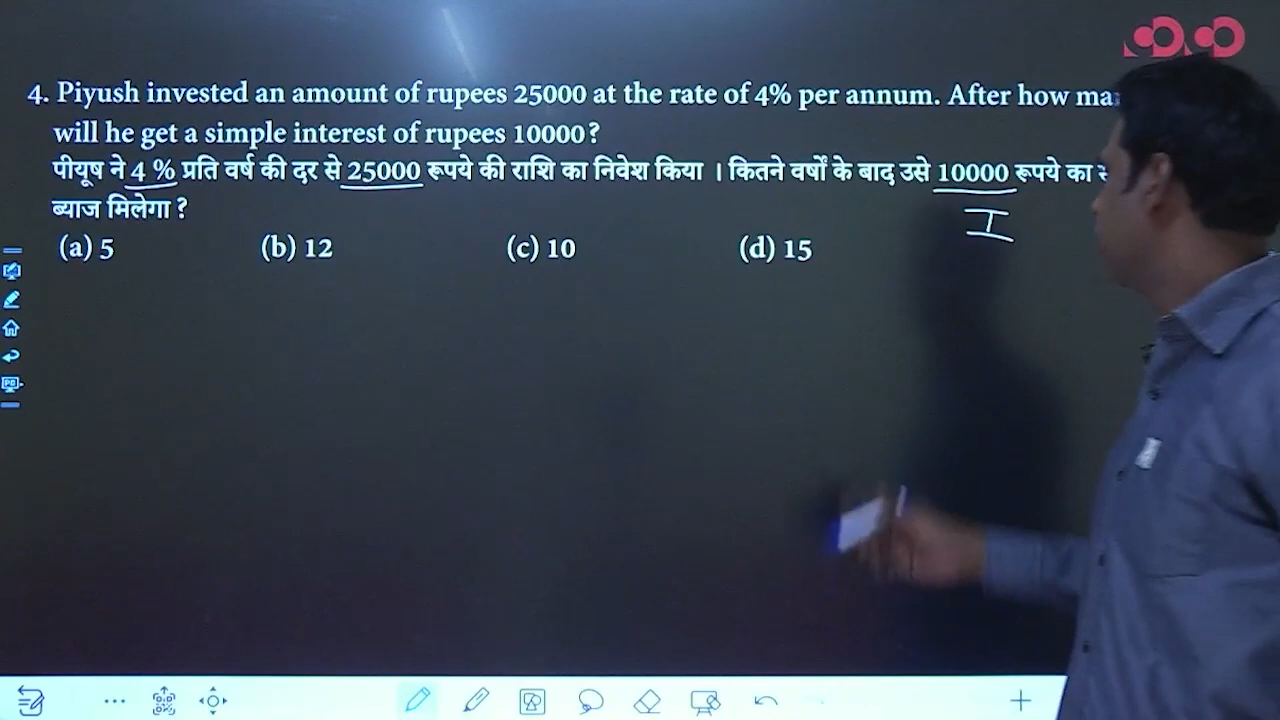 4. Piyush invested an amount of rupees 25000 at the rate of 4% per annum. After how
will he get a simple interest of rupees 10000?
पीयूष ने 4 % प्रति वर्ष की दर से 25000 रूपये की राशि का निवेश किया । कितने वर्षों के बाद उसे 10000 रूपये का
ब्याज मिलेगा ?
I
(a) 5 (b) 12 (c) 10 (d) 15